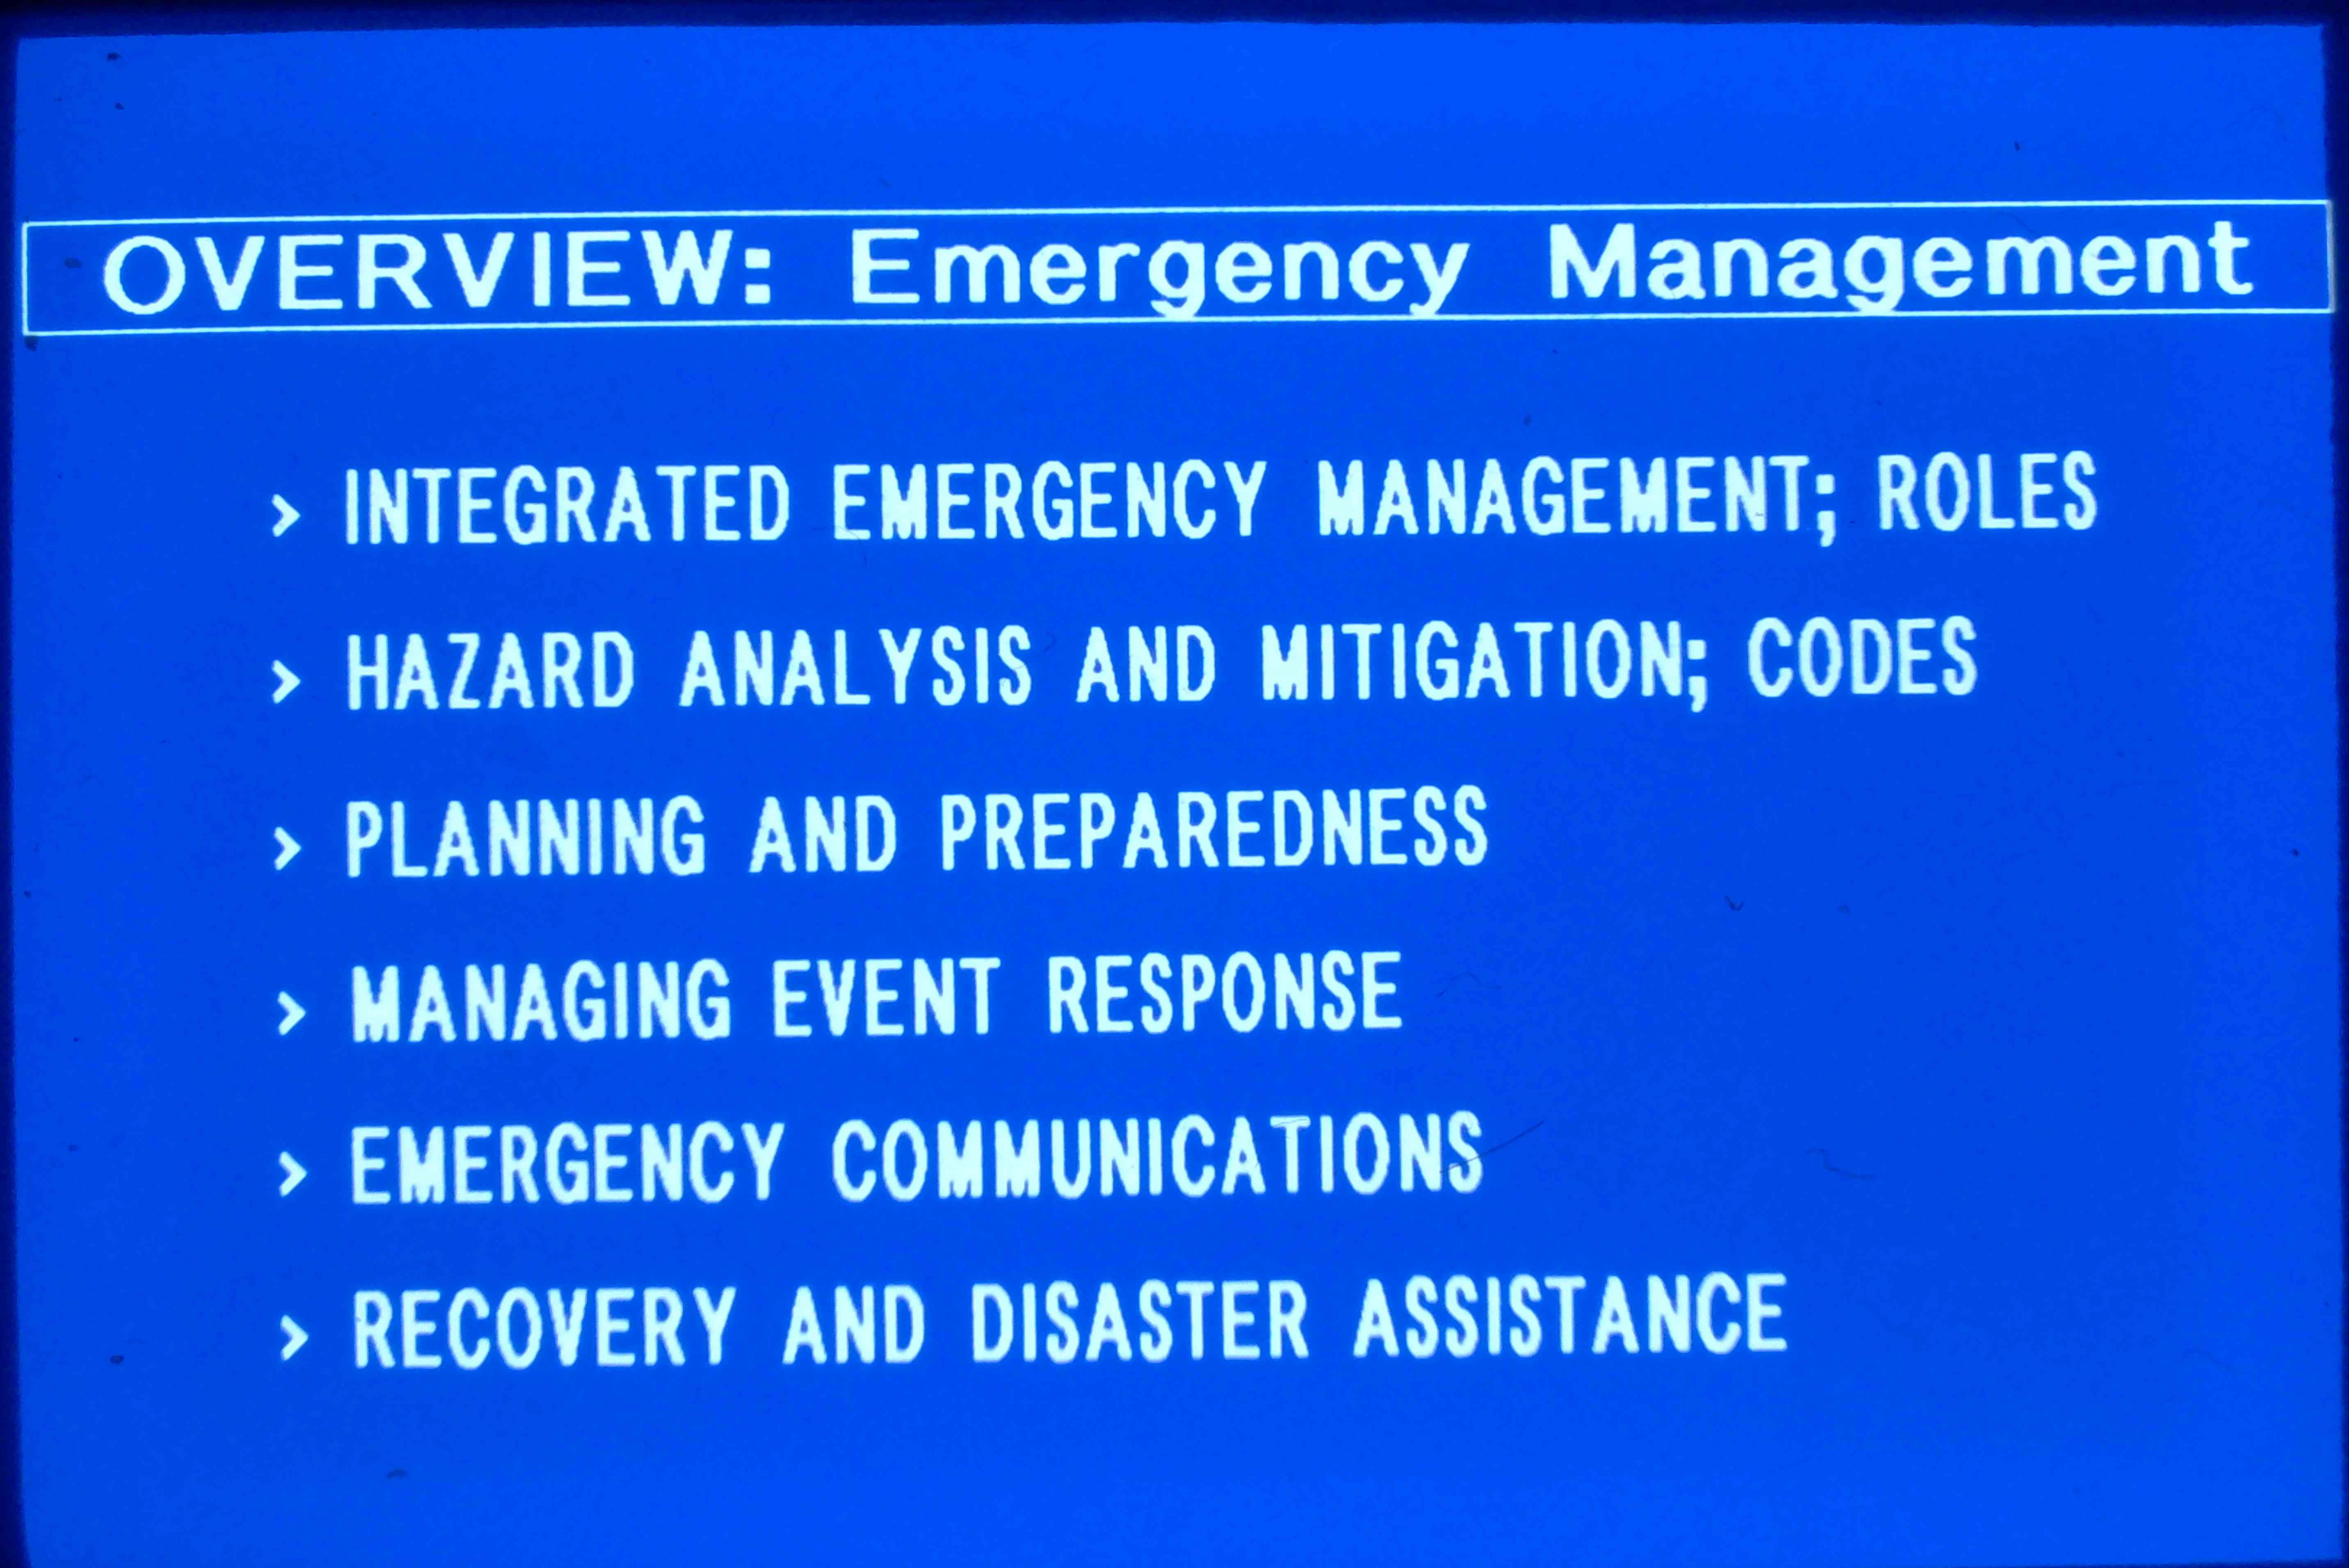 OVERVIEW: Emergency Management
> INTEGRATED EMERGENCY MANAGEMENT; ROLES
> HAZARD ANALYSIS AND MITIGATION; CODES
> PLANNING AND PREPAREDNESS
> MANAGING EVENT RESPONSE
> EMERGENCY COMMUNICATIONS
> RECOVERY AND DISASTER ASSISTANCE